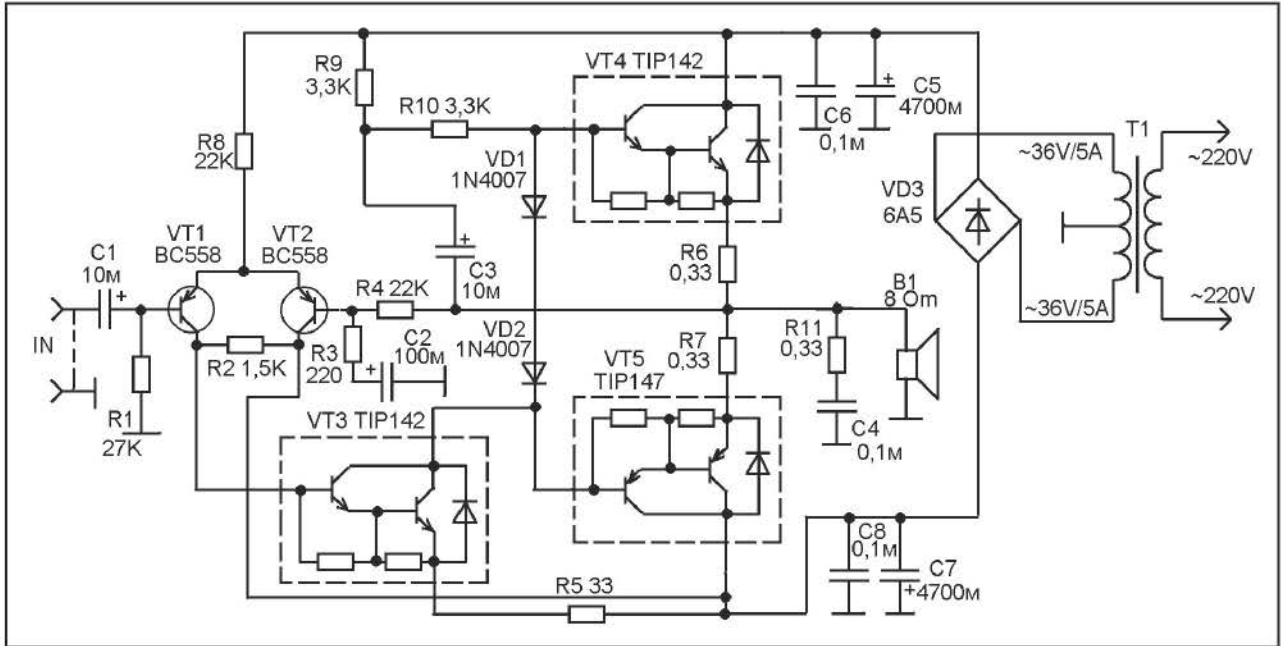 R9
3,3K
VT4 TIP142
R10 3,3K
R8
22K
VD1
1N4007
C6
0,1м
+
C5
4700м
~36V/5A
T1
~220V
VD3
6A5
VT1
BC558
VT2
BC558
C1
10м
+
R4 22K
+
C3
10м
R6
0,33
B1
8 Om
~36V/5A
~220V
IN
R2 1,5K
R3
220
+
C2
100м
VD2
1N4007
R7
0,33
R11
0,33
VT5
TIP147
R1
27K
VT3 TIP142
C4
0,1м
C8
0,1м
C7
+4700м
R5 33